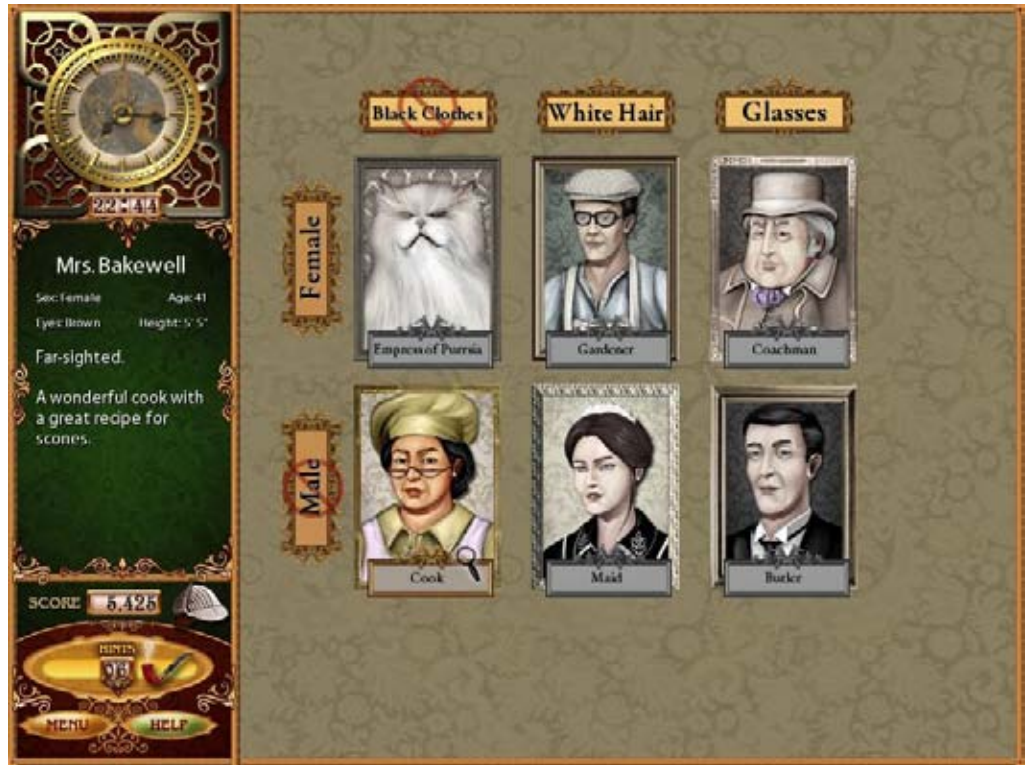 22:44
Mrs. Bakewell
Sex: Female Age: 41
Eyes: Brown Height: 5' 5"
Far-sighted.
A wonderful cook with
a great recipe for
scones.
SCORE 5,425
HINTS
MENU HELP
Black Clothes White Hair Glasses
Female
Empress of Purrsia Gardener Coachman
Male
Cook Maid Butler